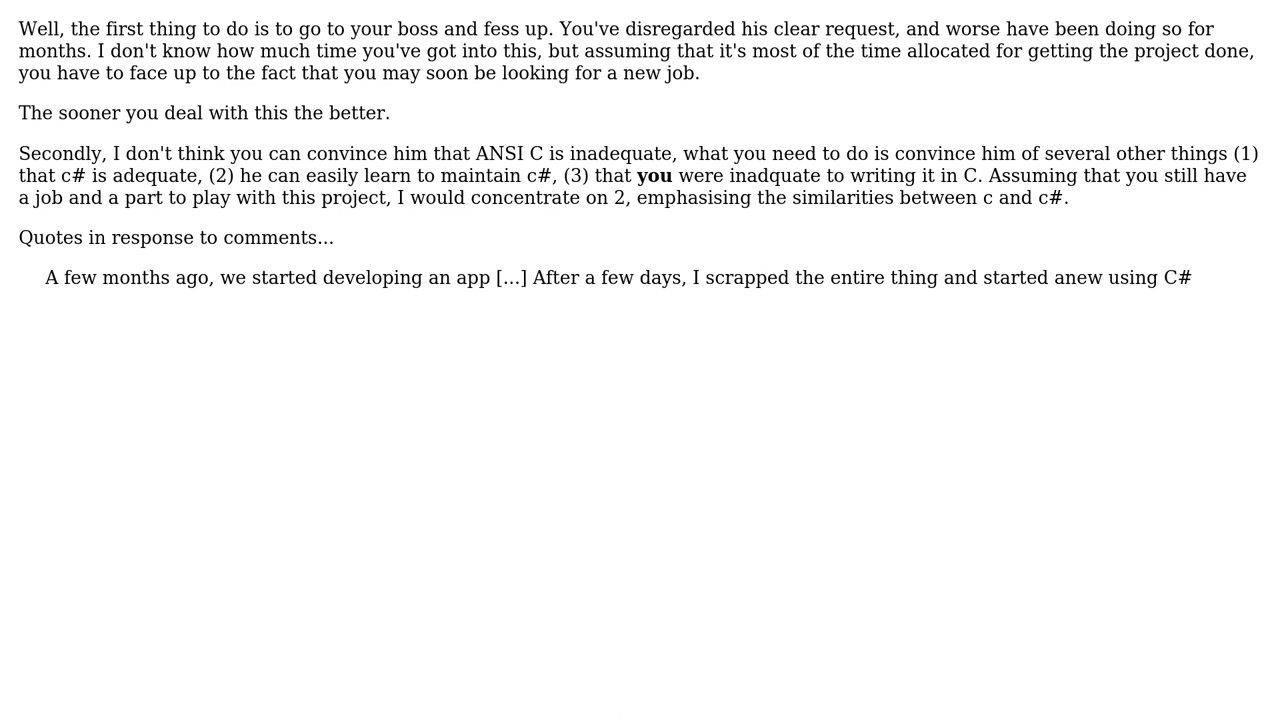 Well, the first thing to do is to go to your boss and fess up. You've disregarded his clear request, and worse have been doing so for
months. I don't know how much time you've got into this, but assuming that it's most of the time allocated for getting the project done,
you have to face up to the fact that you may soon be looking for a new job.
The sooner you deal with this the better.
Secondly, I don't think you can convince him that ANSI C is inadequate, what you need to do is convince him of several other things (1)
that c# is adequate, (2) he can easily learn to maintain c#, (3) that you were inadquate to writing it in C. Assuming that you still have
a job and a part to play with this project, I would concentrate on 2, emphasising the similarities between c and c#.
Quotes in response to comments...
A few months ago, we started developing an app [...] After a few days, I scrapped the entire thing and started anew using C#